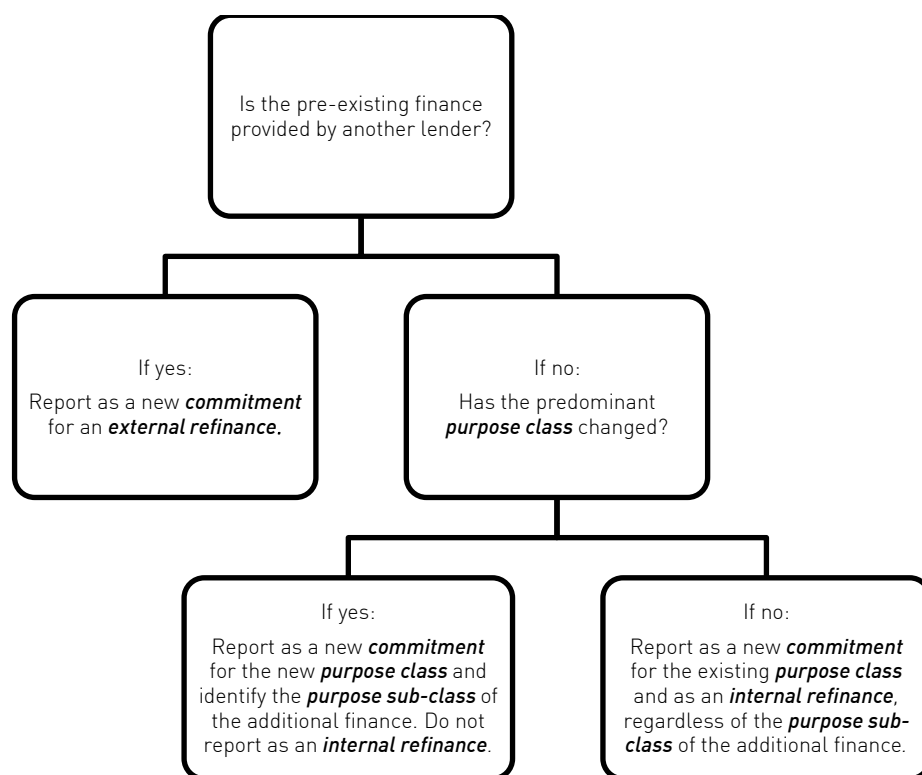 Is the pre-existing finance
provided by another lender?
If yes:
Report as a new commitment
for an external refinance.
If no:
Has the predominant
purpose class changed?
If yes:
Report as a new commitment
for the new purpose class and
identify the purpose sub-class of
the additional finance. Do not
report as an internal refinance.
If no:
Report as a new commitment
for the existing purpose class
and as an internal refinance,
regardless of the purpose sub-
class of the additional finance.